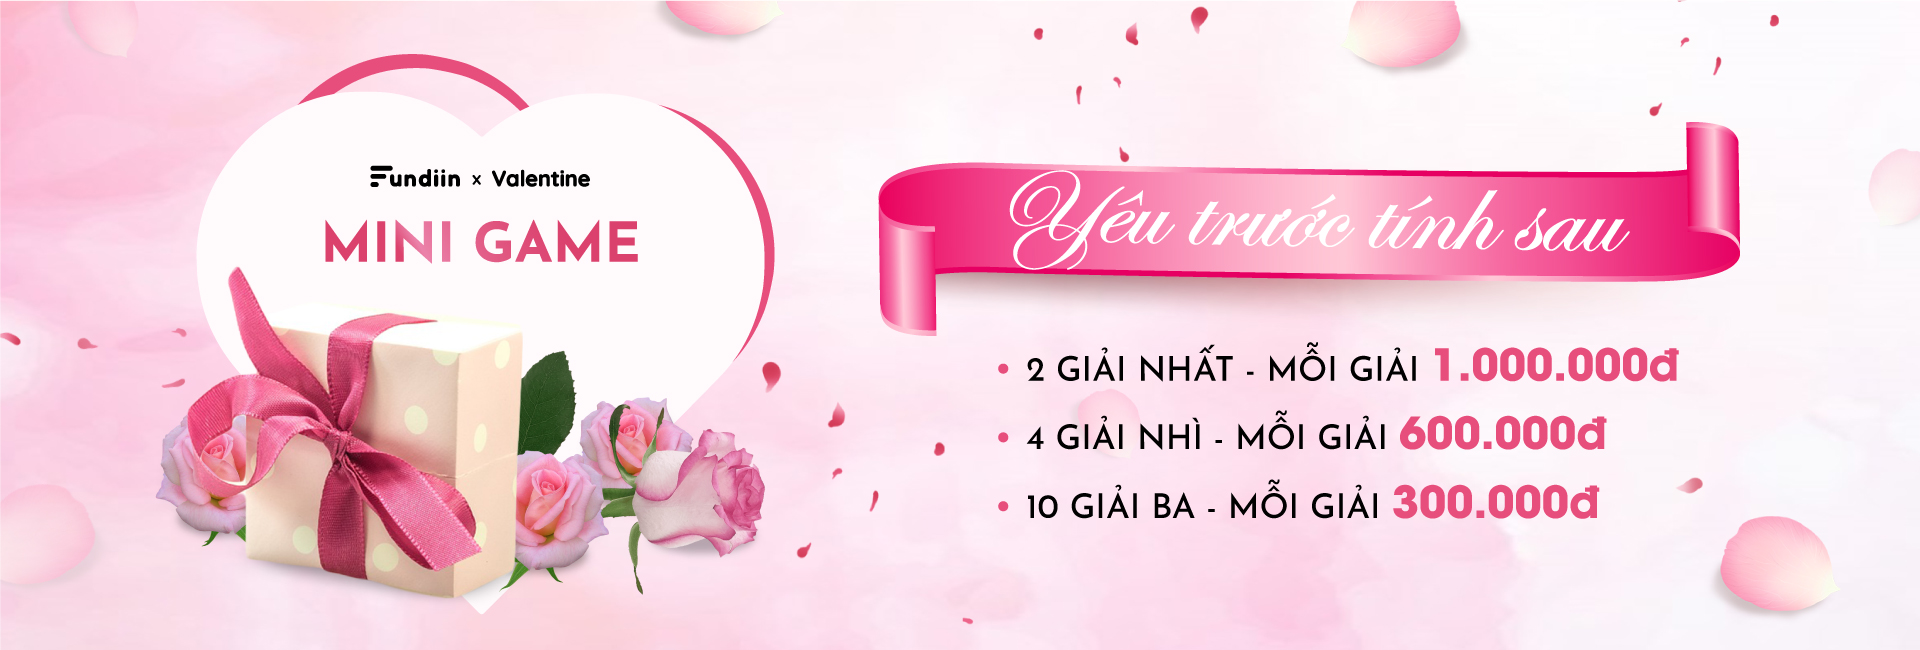 Fundiin x Valentine
MINI GAME
Yêu trước tính sau
• 2 GIẢI NHẤT - MỖI GIẢI 1.000.000đ
• 4 GIẢI NHÌ - MỖI GIẢI 600.000đ
• 10 GIẢI BA - MỖI GIẢI 300.000đ